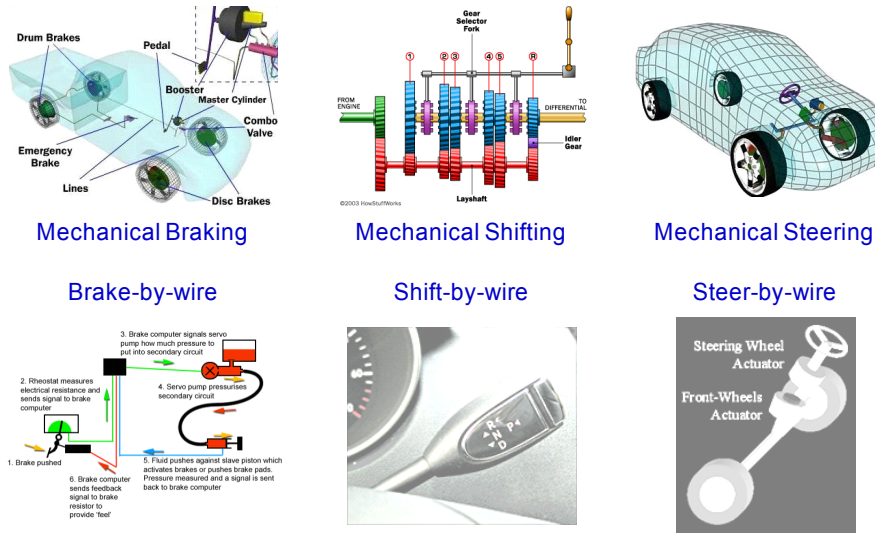 Drum Brakes
Pedal
Booster
Master Cylinder
Combo
Valve
Emergency
Brake
Lines
Disc Brakes
Gear
Selector
Fork
1
2
3
4
5
R
FROM
ENGINE
TO
DIFFERENTIAL
Idler
Gear
Layshaft
©2003 HowStuffWorks
Mechanical Braking
Mechanical Shifting
Mechanical Steering
Brake-by-wire
Shift-by-wire
Steer-by-wire
3. Brake computer signals servo
pump how much pressure to
put into secondary circuit
2. Rheostat measures
electrical resistance and
sends signal to brake
computer
4. Servo pump pressurises
secondary circuit
1. Brake pushed
5. Fluid pushes against slave piston which
activates brakes or pushes brake pads.
Pressure measured and a signal is sent
back to brake computer
6. Brake computer
sends feedback
signal to brake
resistor to
provide 'feel'
R
N
D
P
Steering Wheel
Actuator
Front-Wheels
Actuator